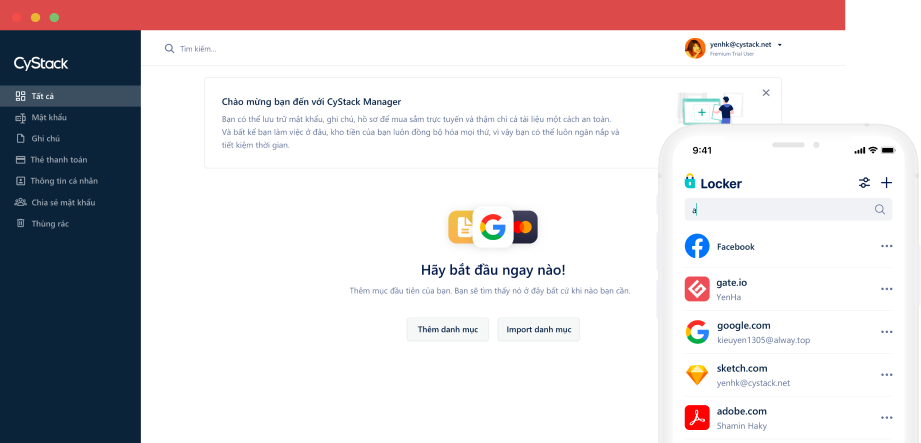 CyStack
Tất cả
Mật khẩu
Ghi chú
Thẻ thanh toán
Thông tin cá nhân
Chia sẻ mật khẩu
Thùng rác
Tìm kiếm...
yenhk@cystack.net
Premium Trial User
Chào mừng bạn đến với CyStack Manager
Bạn có thể lưu trữ mật khẩu, ghi chú, hồ sơ để mua sắm trực tuyến và thậm chí cả tài liệu một cách an toàn.
Và bất kể bạn làm việc ở đâu, kho tiền của bạn luôn đồng bộ hóa mọi thứ, vì vậy bạn có thể luôn ngăn nắp và
tiết kiệm thời gian.
Hãy bắt đầu ngay nào!
Thêm mục đầu tiên của bạn. Bạn sẽ tìm thấy nó ở đây bất cứ khi nào bạn cần.
Thêm danh mục
Import danh mục
9:41
Locker
a
Facebook
gate.io
YenHa
google.com
kieuyen1305@alway.top
sketch.com
yenhk@cystack.net
adobe.com
Shamin Haky